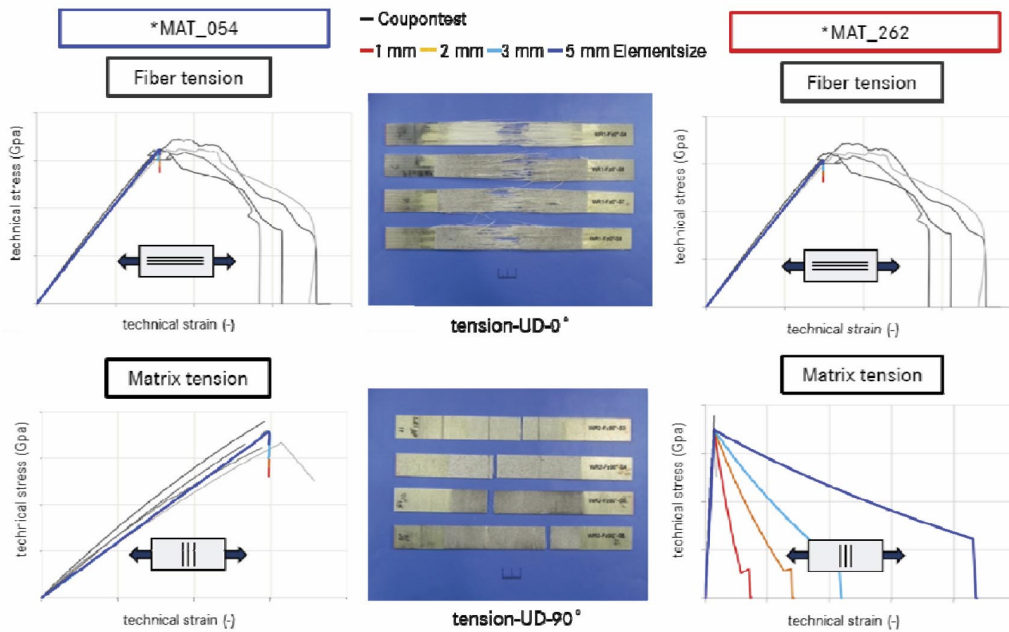 *MAT_054
Coupontest
1 mm 2 mm 3 mm 5 mm Elementsize
*MAT_262
Fiber tension
Fiber tension
technical stress (Gpa)
technical strain (-)
tension-UD-0°
technical stress (Gpa)
technical strain (-)
Matrix tension
Matrix tension
technical stress (Gpa)
technical strain (-)
tension-UD-90°
technical stress (Gpa)
technical strain (-)